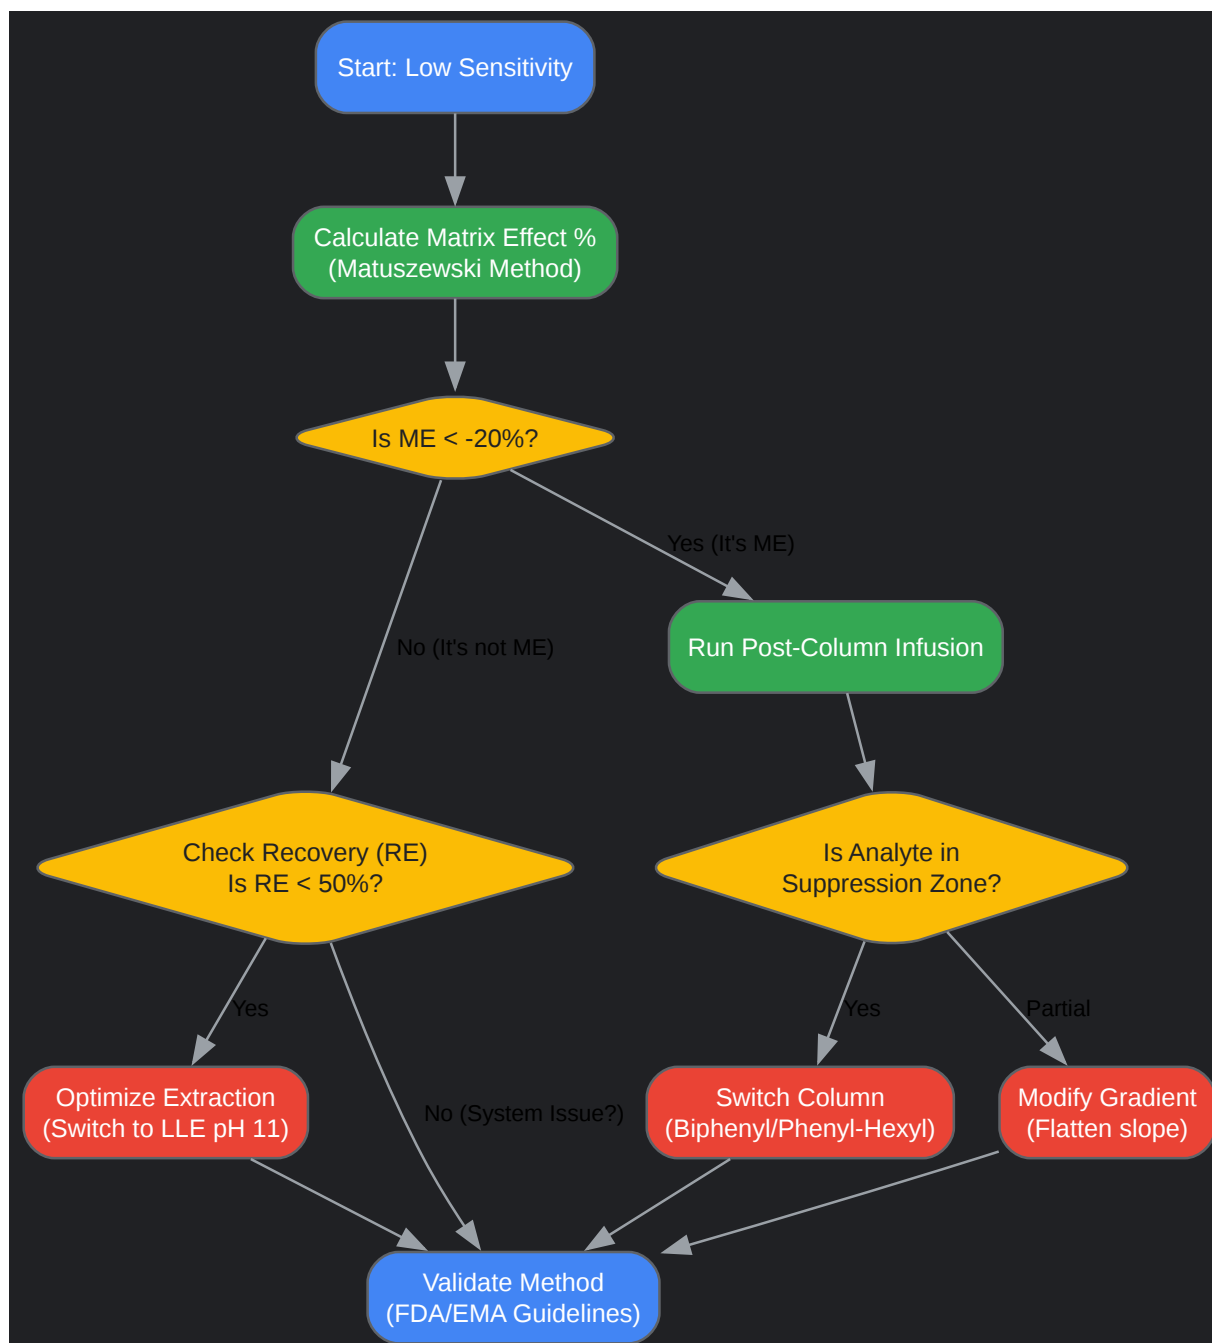 Start: Low Sensitivity
Calculate Matrix Effect %
(Matuszewski Method)
Is ME < -20%?
Yes (It's ME)
No (It's not ME)
Run Post-Column Infusion
Check Recovery (RE)
Is RE < 50%?
Is Analyte in
Suppression Zone?
Yes
Yes
Partial
Optimize Extraction
(Switch to LLE pH 11)
No (System Issue?)
Switch Column
(Biphenyl/Phenyl-Hexyl)
Modify Gradient
(Flatten slope)
Validate Method
(FDA/EMA Guidelines)